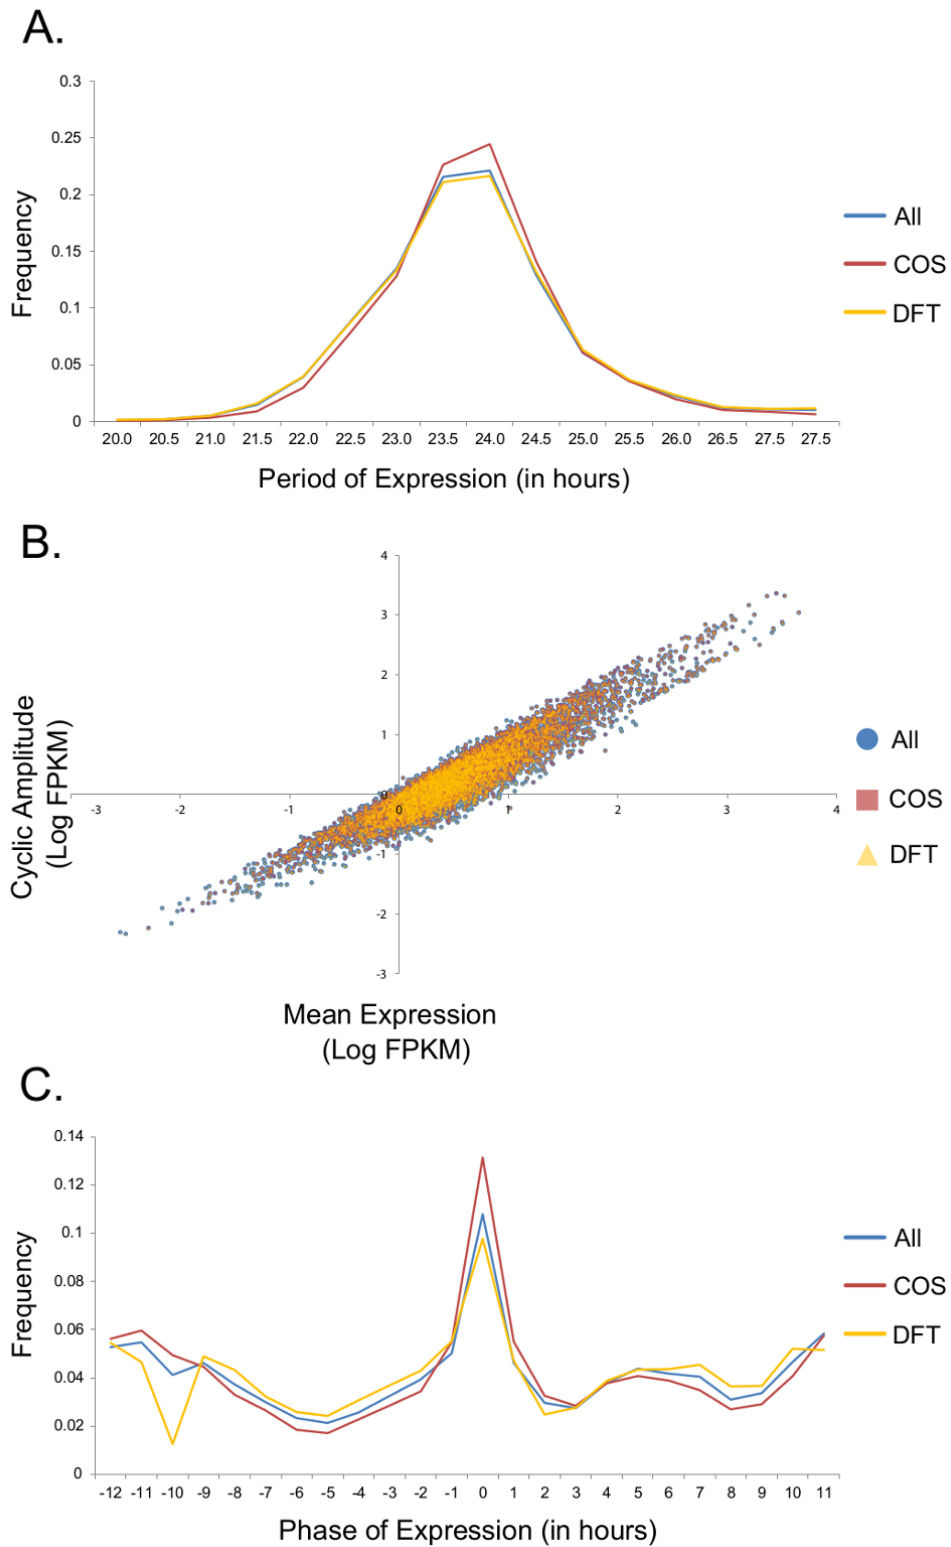 A.
0.3
0.25
0.2
0.15
0.1
0.05
0
Frequency
20.0 20.5 21.0 21.5 22.0 22.5 23.0 23.5 24.0 24.5 25.0 25.5 26.0 26.5 27.5 27.5
Period of Expression (in hours)
All
COS
DFT
B.
4
3
2
1
0
-1
-2
-3
Cyclic Amplitude
(Log FPKM)
-3 -2 -1 0 1 2 3 4
Mean Expression
(Log FPKM)
All
COS
DFT
C.
0.14
0.12
0.1
0.08
0.06
0.04
0.02
0
Frequency
-12 -11 -10 -9 -8 -7 -6 -5 -4 -3 -2 -1 0 1 2 3 4 5 6 7 8 9 10 11
Phase of Expression (in hours)
All
COS
DFT